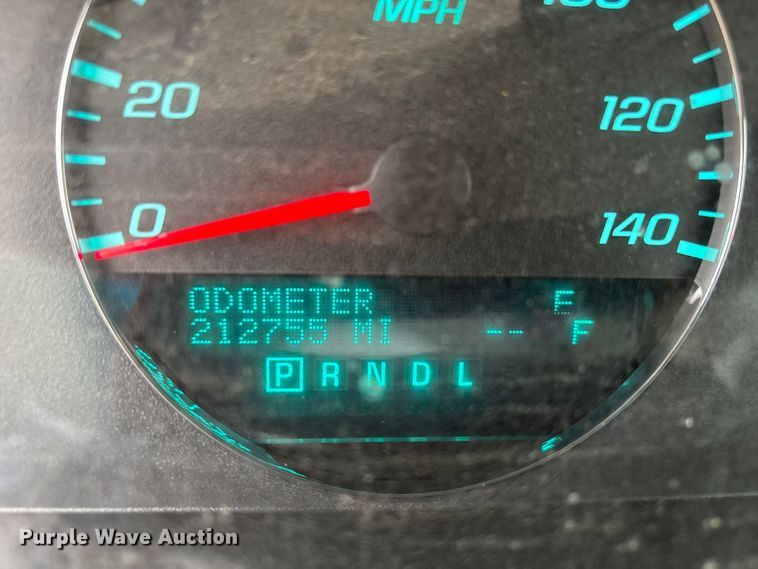 MPH
20
120
0
140
ODOMETER E
212755 MI -- F
P R N D L
Purple Wave Auction